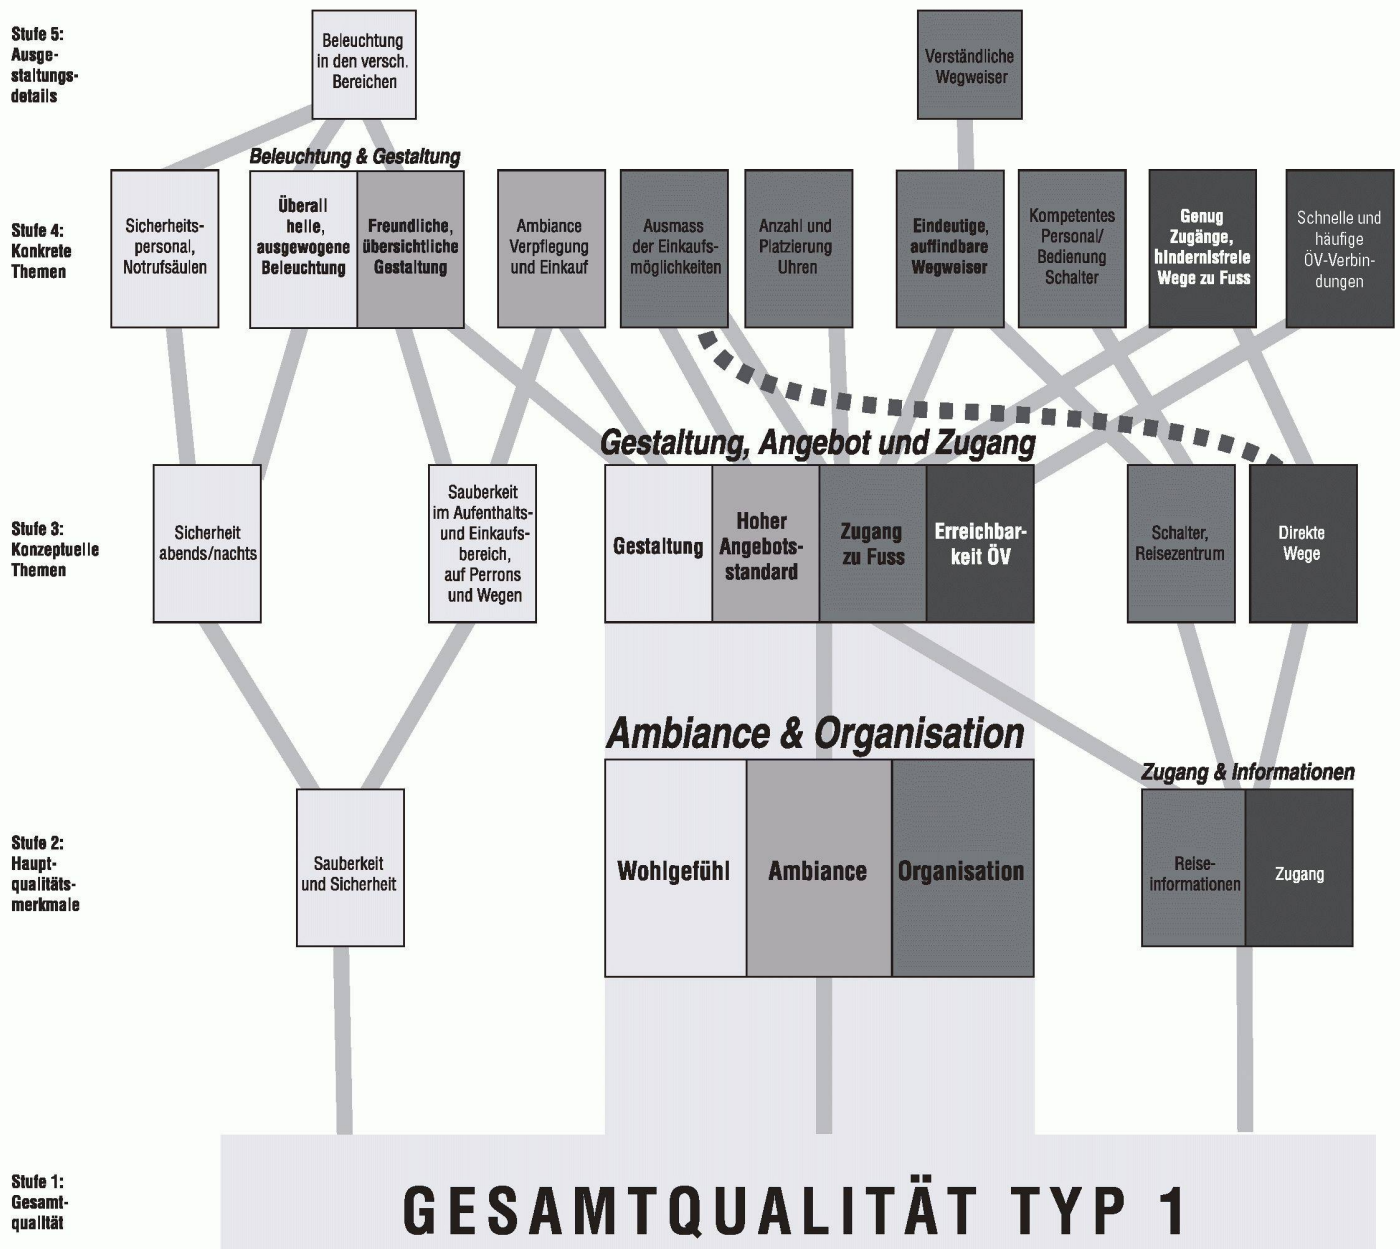 Stufe 5:
Ausge-
staltungs-
details
Beleuchtung
in den versch.
Bereichen
Verständliche
Wegweiser
Beleuchtung & Gestaltung
Stufe 4:
Konkrete
Themen
Sicherheits-
personal,
Notrufsäulen
Überall
helle,
ausgewogene
Beleuchtung
Freundliche,
übersichtliche
Gestaltung
Ambiance
Verpflegung
und Einkauf
Ausmass
der Einkaufs-
möglichkeiten
Anzahl und
Platzierung
Uhren
Eindeutige,
auffindbare
Wegweiser
Kompetentes
Personal/
Bedienung
Schalter
Genug
Zugänge,
hindernisfreie
Wege zu Fuss
Schnelle und
häufige
ÖV-Verbin-
dungen
Gestaltung, Angebot und Zugang
Stufe 3:
Konzeptuelle
Themen
Sicherheit
abends/nachts
Sauberkeit
im Aufenthalts-
und Einkaufs-
bereich,
auf Perrons
und Wegen
Gestaltung
Hoher
Angebots-
standard
Zugang
zu Fuss
Erreichbar-
keit ÖV
Schalter,
Reisezentrum
Direkte
Wege
Ambiance & Organisation
Zugang & Informationen
Stufe 2:
Haupt-
qualitäts-
merkmale
Sauberkeit
und Sicherheit
Wohlgefühl
Ambiance
Organisation
Reise-
informationen
Zugang
Stufe 1:
Gesamt-
qualität
GESAMTQUALITÄT TYP 1